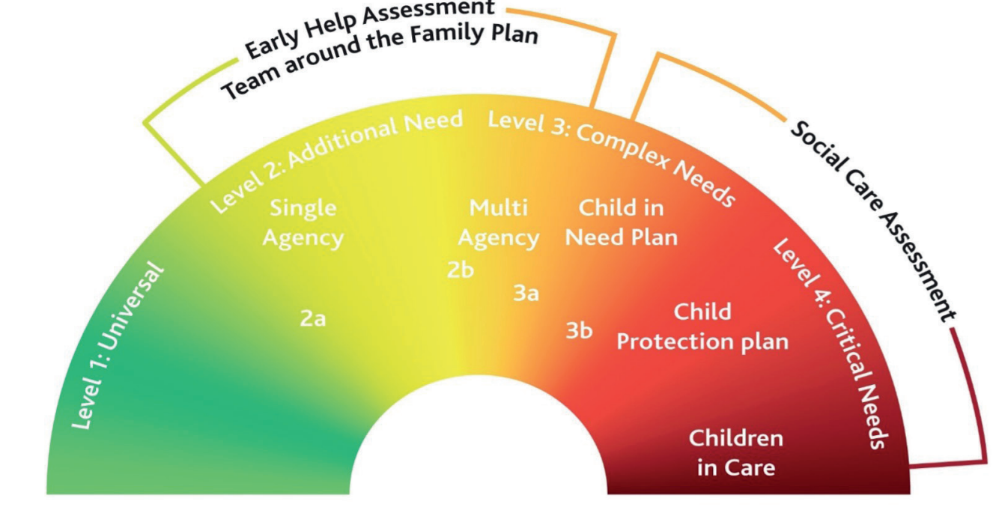 Early Help Assessment
Team around the Family Plan
Social Care Assessment
Level 1: Universal
Level 2: Additional Need
Level 3: Complex Needs
Level 4: Critical Needs
Single
Agency
2a
Multi
Agency
2b
3a
Child in
Need Plan
3b
Child
Protection plan
Children
in Care